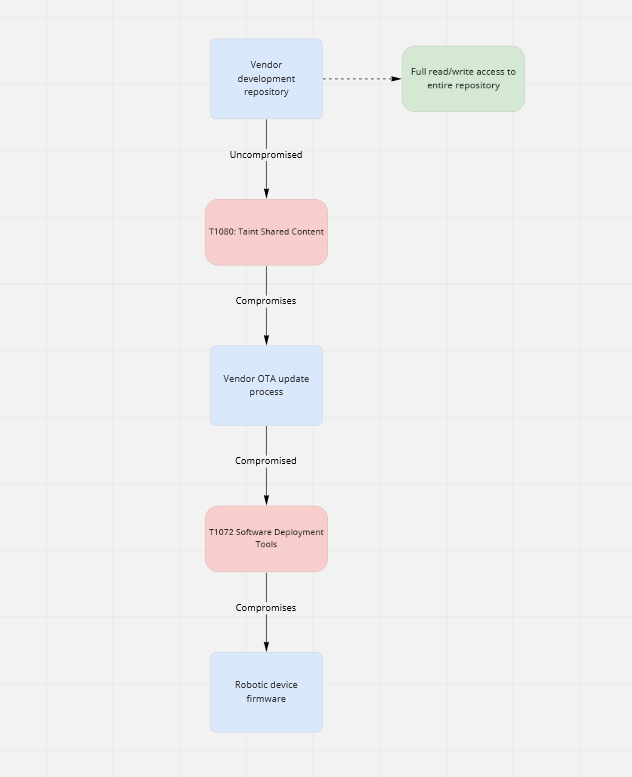 Vendor
development
repository
Full read/write access to
entire repository
Uncompromised
T1080: Taint Shared Content
Compromises
Vendor OTA update
process
Compromised
T1072 Software Deployment
Tools
Compromises
Robotic device
firmware